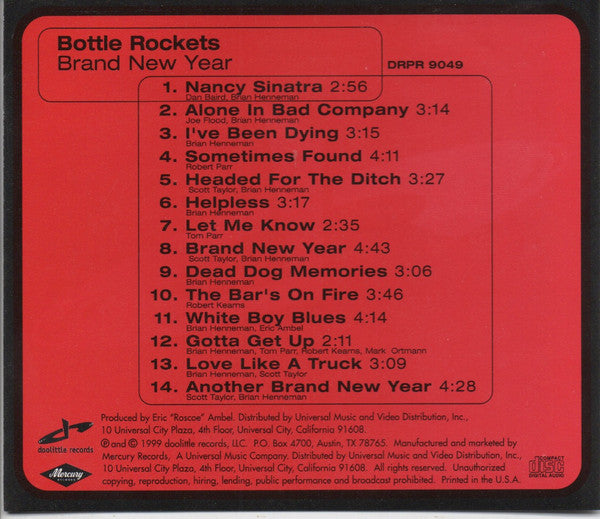 Bottle Rockets
Brand New Year
DRPR 9049
1. Nancy Sinatra 2:56
Dan Baird, Brian Henneman
2. Alone In Bad Company 3:14
Joe Flood, Brian Henneman
3. I've Been Dying 3:15
Brian Henneman
4. Sometimes Found 4:11
Robert Parr
5. Headed For The Ditch 3:27
Scott Taylor, Brian Henneman
6. Helpless 3:17
Brian Henneman
7. Let Me Know 2:35
Tom Parr
8. Brand New Year 4:43
Scott Taylor, Brian Henneman
9. Dead Dog Memories 3:06
Brian Henneman
10. The Bar's On Fire 3:46
Robert Kearns
11. White Boy Blues 4:14
Brian Henneman, Eric Ambel
12. Gotta Get Up 2:11
Brian Henneman, Tom Parr, Robert Kearns, Mark Ortmann
13. Love Like A Truck 3:09
Brian Henneman, Scott Taylor
14. Another Brand New Year 4:28
Scott Taylor, Brian Henneman
Produced by Eric "Roscoe" Ambel. Distributed by Universal Music and Video Distribution, Inc.,
10 Universal City Plaza, 4th Floor, Universal City, California 91608.
℗ and © 1999 doolittle records, LLC. P.O. Box 4700, Austin, TX 78765. Manufactured and marketed by
Mercury Records, A Universal Music Company. Distributed by Universal Music and Video Distribution, Inc.,
10 Universal City Plaza, 4th Floor, Universal City, California 91608. All rights reserved. Unauthorized
copying, reproduction, hiring, lending, public performance and broadcast prohibited. Printed in the U.S.A.
doolittle records
Mercury
RECORDS
COMPACT
disc
DIGITAL AUDIO